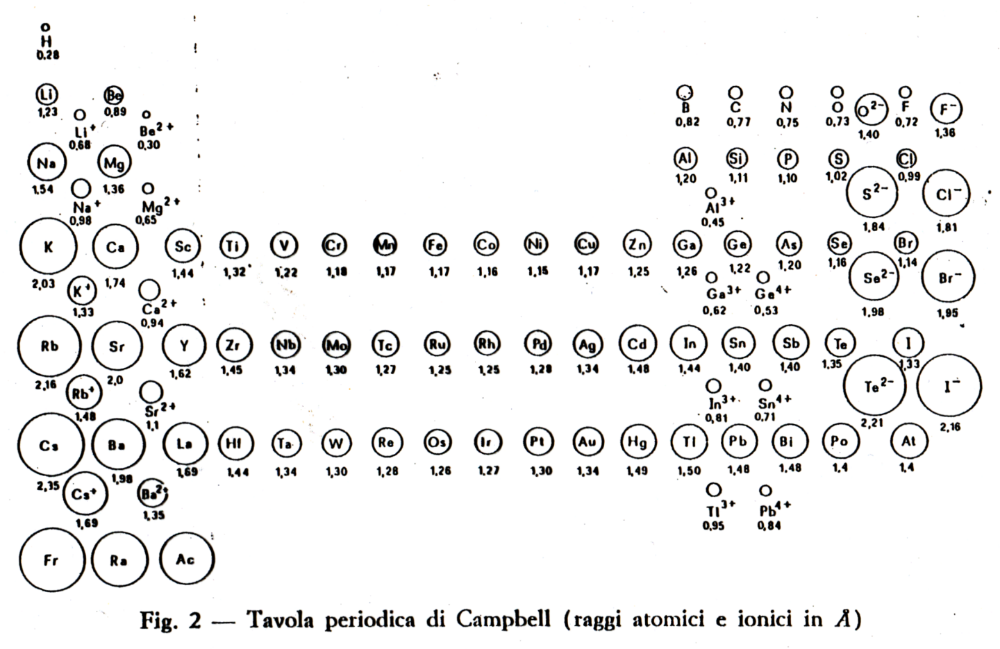 H
0.28
Li Be B C N O O²⁻ F F⁻
1,23 0,89 0,82 0,77 0,75 0,73 1,40 0,72 1,36
Li⁺ Be²⁺
0,68 0,30
Na Mg Al Si P S Cl
1,54 1,36 1,20 1,11 1,10 1,02 0,99
Na⁺ Mg²⁺ Al³⁺ S²⁻ Cl⁻
0,98 0,65 0,45 1,84 1,81
K Ca Sc Ti V Cr Mn Fe Co Ni Cu Zn Ga Ge As Se Br
2,03 1,74 1,44 1,32 1,22 1,18 1,17 1,17 1,16 1,15 1,17 1,25 1,26 1,22 1,20 1,16 1,14
K⁺ Ca²⁺ Ga³⁺ Ge⁴⁺ Se²⁻ Br⁻
1,33 0,94 0,62 0,53 1,98 1,95
Rb Sr Y Zr Nb Mo Tc Ru Rh Pd Ag Cd In Sn Sb Te I
2,16 2,0 1,62 1,45 1,34 1,30 1,27 1,25 1,25 1,28 1,34 1,48 1,44 1,40 1,40 1,35 1,33
Rb⁺ Sr²⁺ In³⁺ Sn⁴⁺ Te²⁻ I⁻
1,48 1,1 0,81 0,71 2,21 2,16
Cs Ba La Hf Ta W Re Os Ir Pt Au Hg Tl Pb Bi Po At
2,35 1,98 1,69 1,44 1,34 1,30 1,28 1,26 1,27 1,30 1,34 1,49 1,50 1,48 1,48 1,4 1,4
Cs⁺ Ba²⁺ Tl³⁺ Pb⁴⁺
1,69 1,35 0,95 0,84
Fr Ra Ac
Fig. 2 — Tavola periodica di Campbell (raggi atomici e ionici in Å)